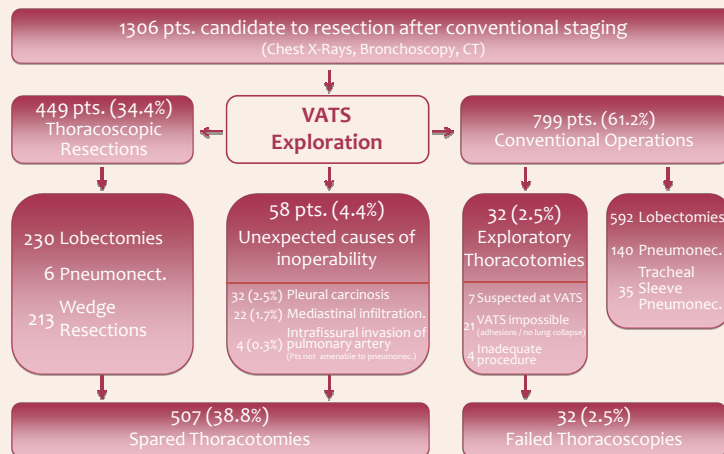 1306 pts. candidate to resection after conventional staging
(Chest X-Rays, Bronchoscopy, CT)
449 pts. (34.4%)
Thoracoscopic
Resections
VATS
Exploration
799 pts. (61.2%)
Conventional Operations
230 Lobectomies
6 Pneumonect.
213 Wedge
Resections
58 pts. (4.4%)
Unexpected causes of
inoperability
32 (2.5%) Pleural carcinosis
22 (1.7%) Mediastinal infiltration.
4 (0.3%) Intrafissural invasion of
pulmonary artery
(Pts not amenable to pneumonec.)
32 (2.5%)
Exploratory
Thoracotomies
7 Suspected at VATS
21 VATS impossible
(adhesions / no lung collapse)
4 Inadequate
procedure
592 Lobectomies
140 Pneumonec.
35 Tracheal
Sleeve
Pneumonec.
507 (38.8%)
Spared Thoracotomies
32 (2.5%)
Failed Thoracoscopies